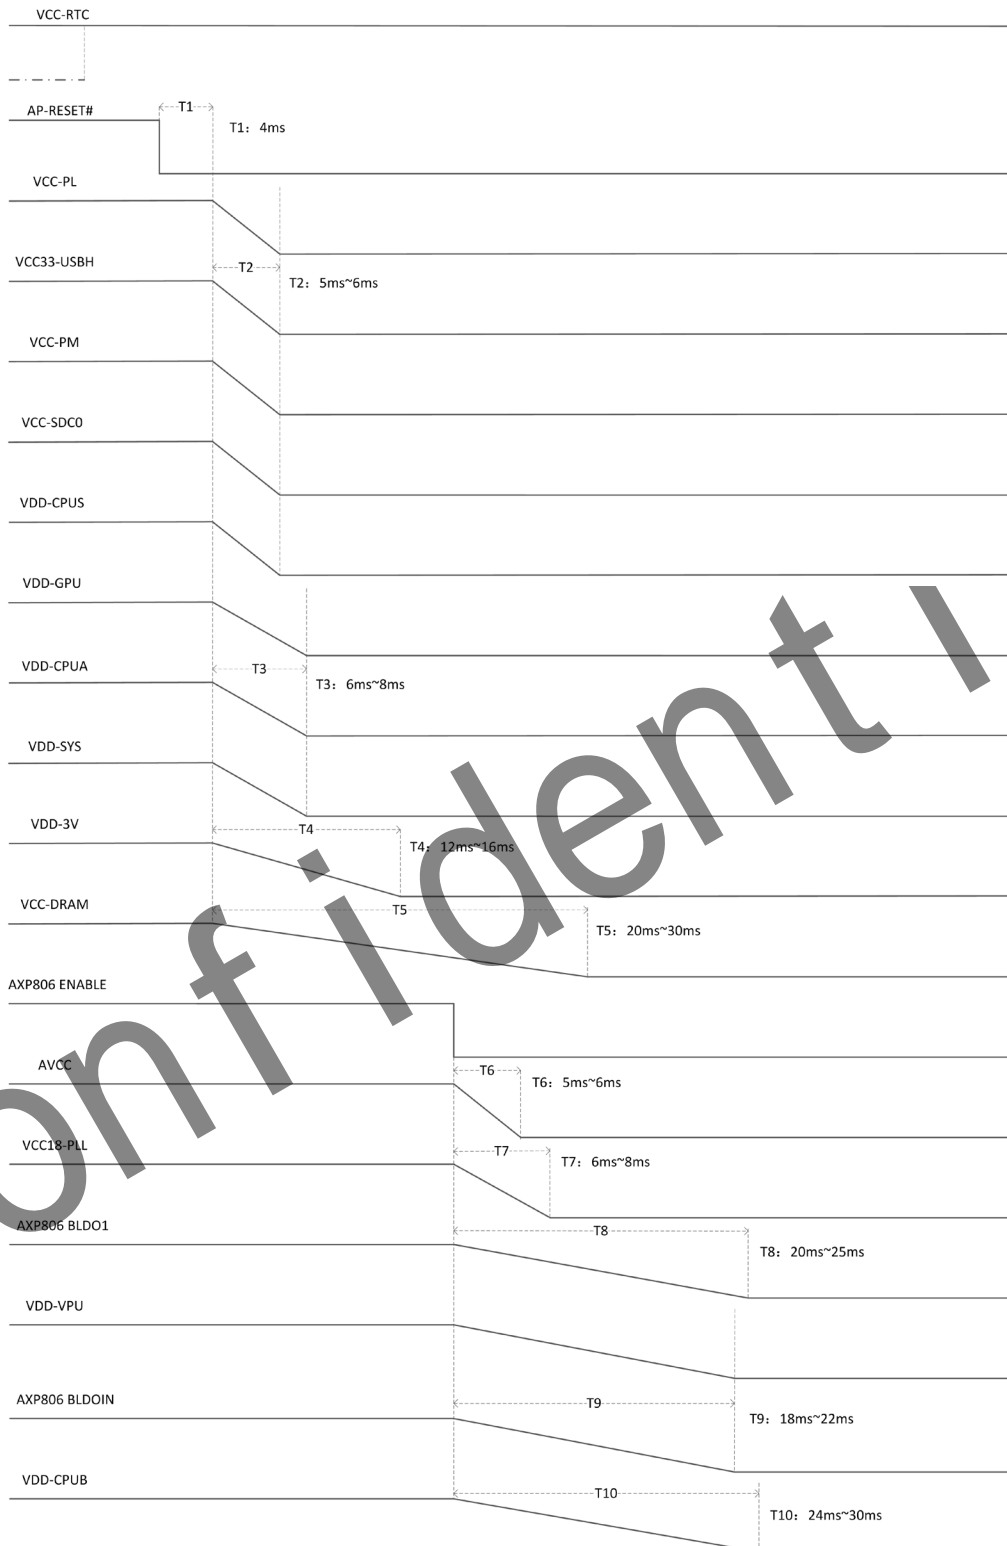 VCC-RTC
AP-RESET#
T1
T1: 4ms
VCC-PL
VCC33-USBH
T2
T2: 5ms~6ms
VCC-PM
VCC-SDC0
VDD-CPUS
VDD-GPU
VDD-CPUA
T3
T3: 6ms~8ms
VDD-SYS
VDD-3V
T4
T4: 12ms~16ms
VCC-DRAM
T5
T5: 20ms~30ms
AXP806 ENABLE
AVCC
T6
T6: 5ms~6ms
VCC18-PLL
T7
T7: 6ms~8ms
AXP806 BLDO1
T8
T8: 20ms~25ms
VDD-VPU
AXP806 BLDOIN
T9
T9: 18ms~22ms
VDD-CPUB
T10
T10: 24ms~30ms
onfident